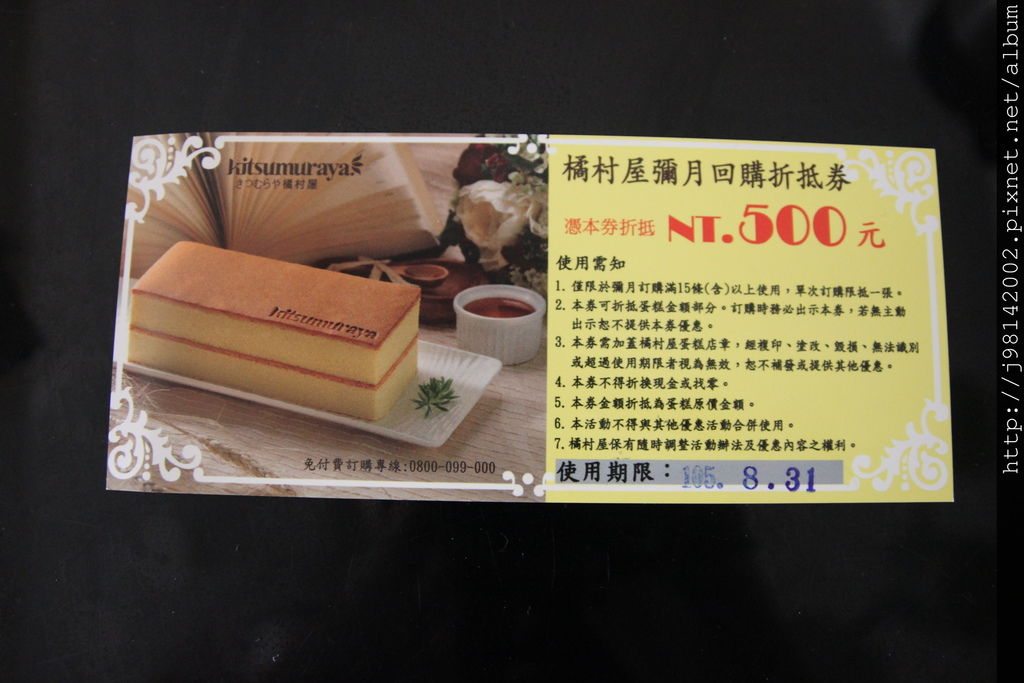 kitsumuraya
きつむらや橘村屋
kitsumuraya
免付費訂購專線:0800-099-000
橘村屋彌月回購折抵券
憑本券折抵 NT.500元
使用需知
1. 僅限於彌月訂購滿15條(含)以上使用，單次訂購限抵一張。
2. 本券可折抵蛋糕金額部分。訂購時務必出示本券，若無主動
出示恕不提供本券優惠。
3. 本券需加蓋橘村屋蛋糕店章，經複印、塗改、毀損、無法識別
或超過使用期限者視為無效，恕不補發或提供其他優惠。
4. 本券不得折換現金或找零。
5. 本券金額折抵為蛋糕原價金額。
6. 本活動不得與其他優惠活動合併使用。
7. 橘村屋保有隨時調整活動辦法及優惠內容之權利。
使用期限：105. 8.31
http://j98142002.pixnet.net/album